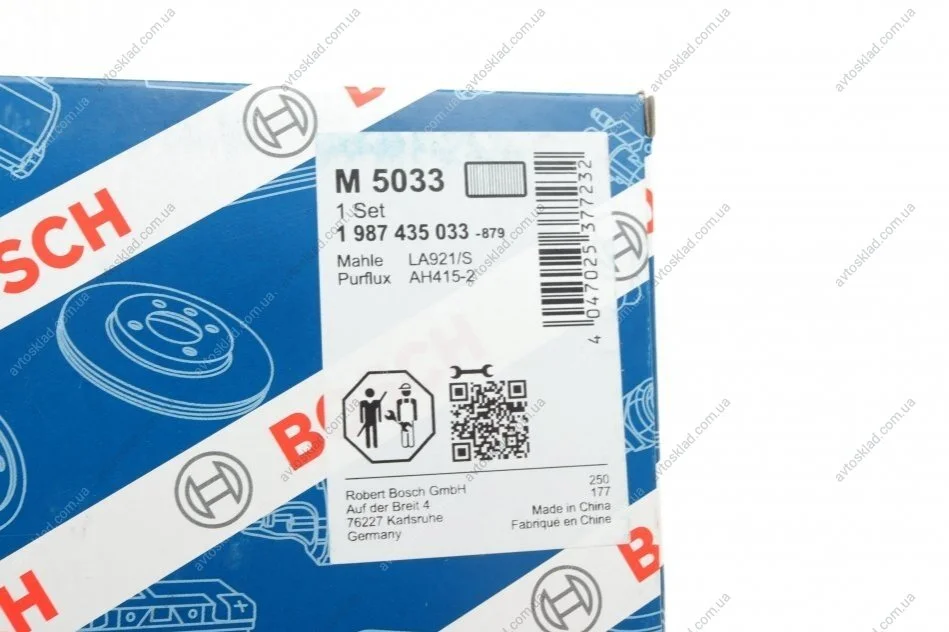 avtosklad.com.ua
BOSCH
M 5033
1 Set
1 987 435 033 -879
Mahle LA921/S
Purflux AH415-2
4 047025 377232
BO
Robert Bosch GmbH
Auf der Breit 4
76227 Karlsruhe
Germany
250
177
Made in China
Fabriqué en Chine
B
H